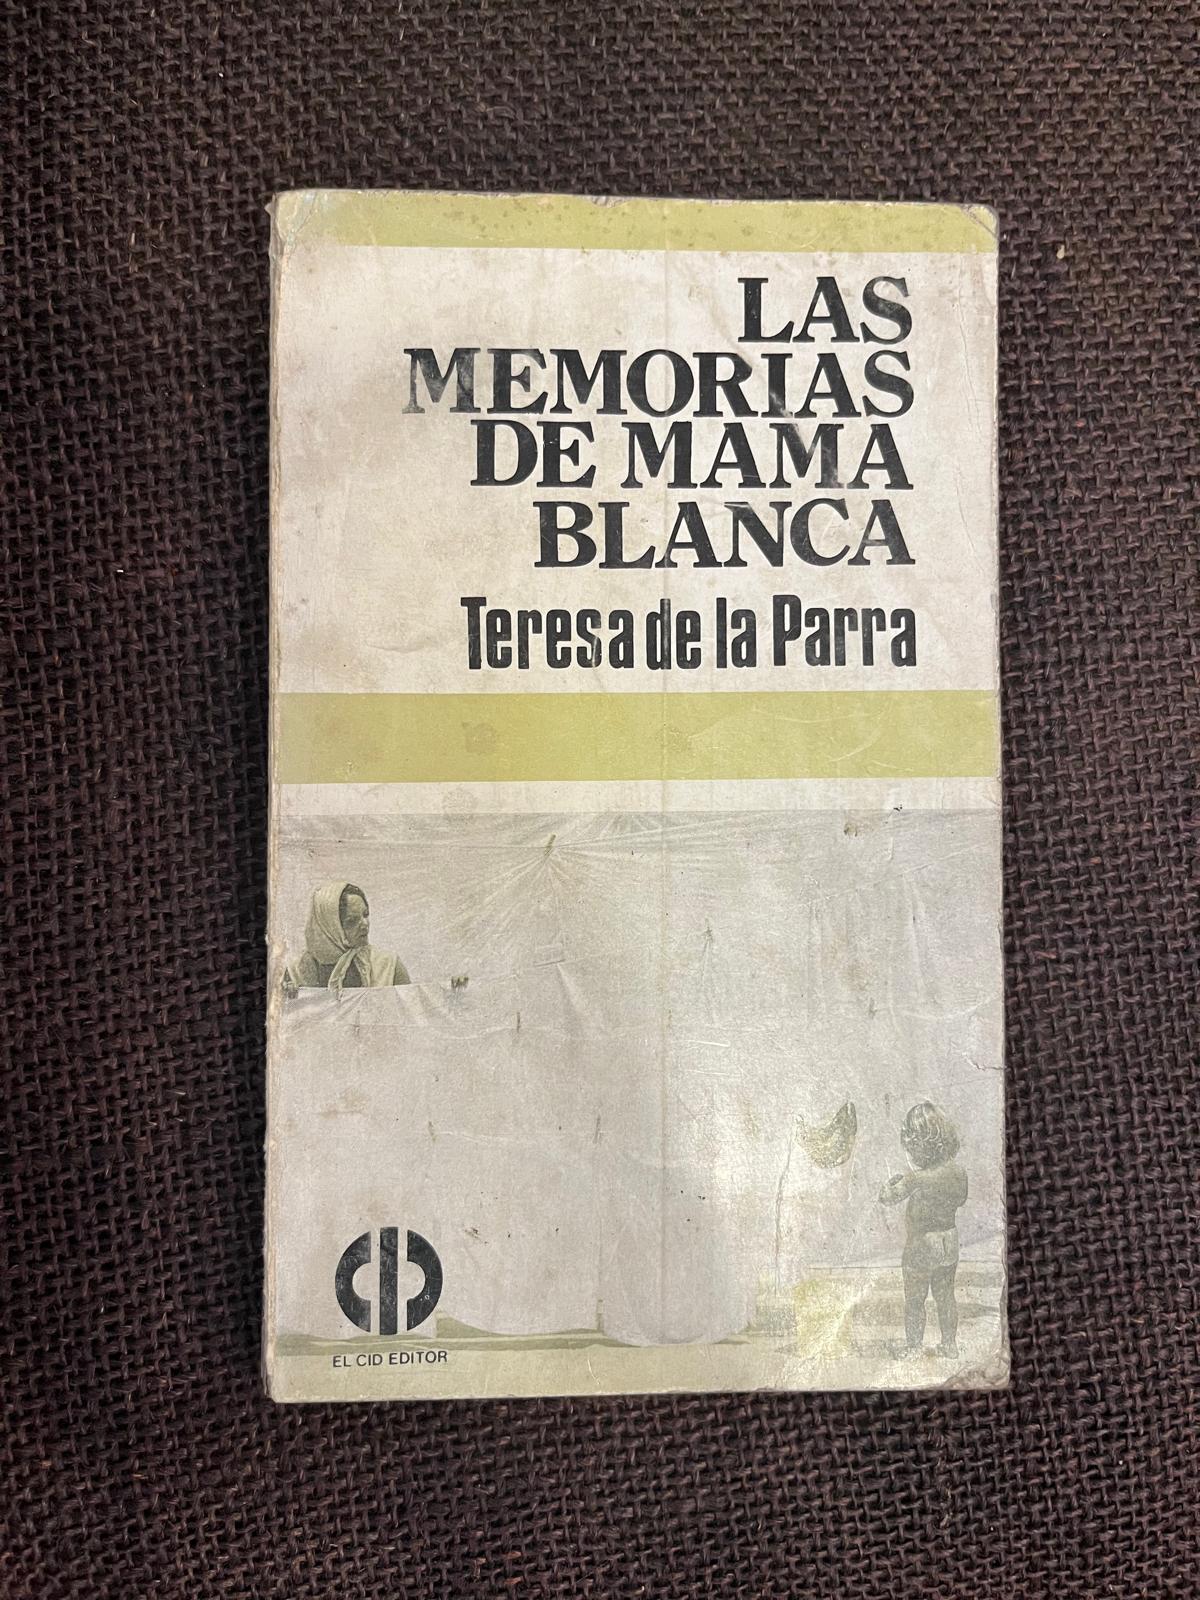 LAS
MEMORIAS
DE MAMA
BLANCA
Teresa de la Parra
EL CID EDITOR